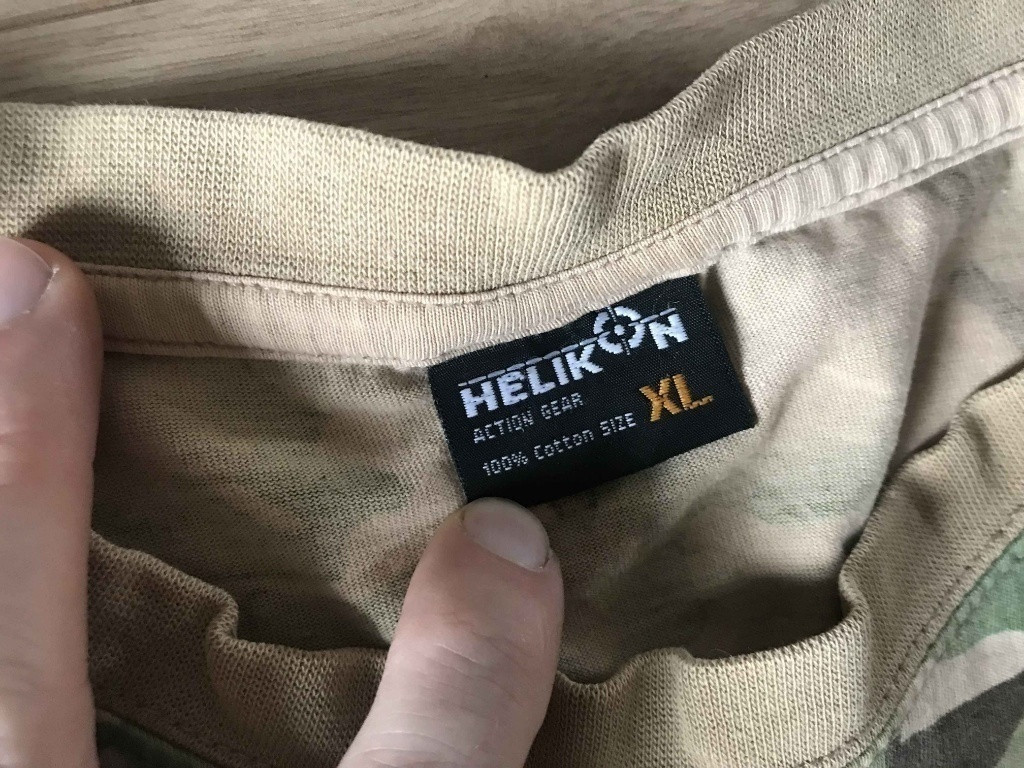 HELIKON
ACTION GEAR
100% Cotton SIZE XL